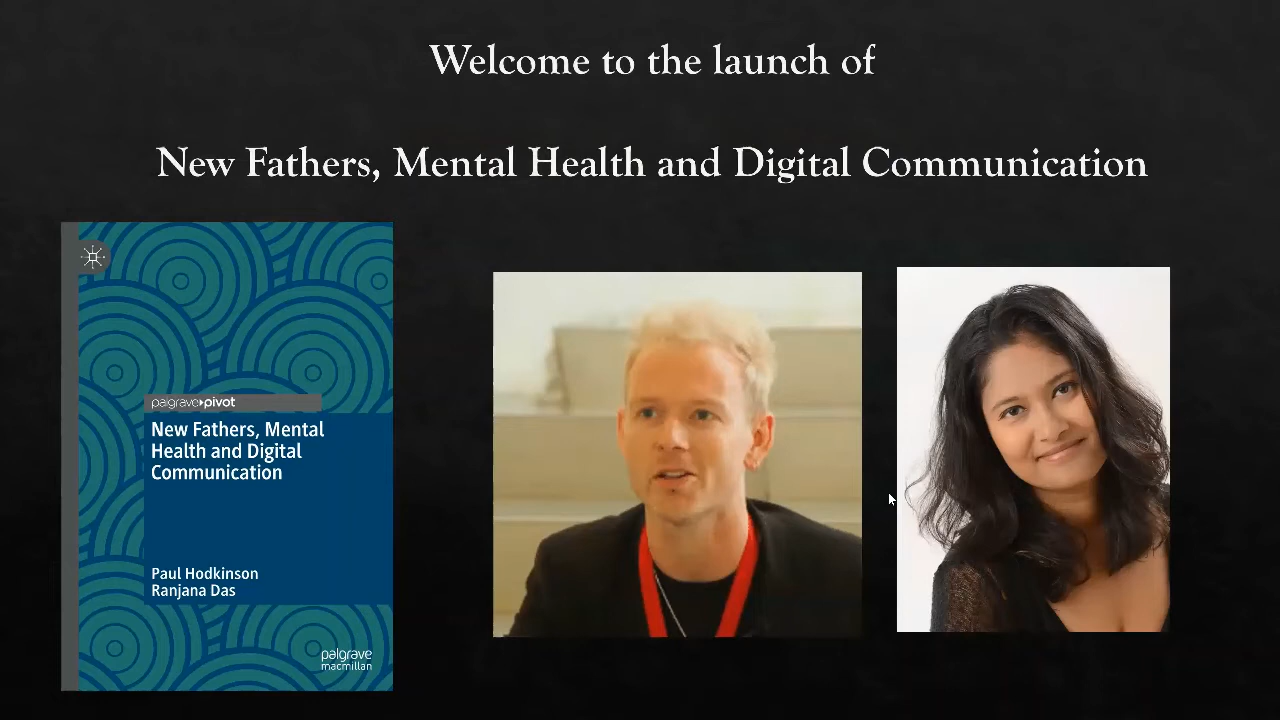 Welcome to the launch of
New Fathers, Mental Health and Digital Communication
palgrave pivot
New Fathers, Mental
Health and Digital
Communication
Paul Hodkinson
Ranjana Das
palgrave
macmillan